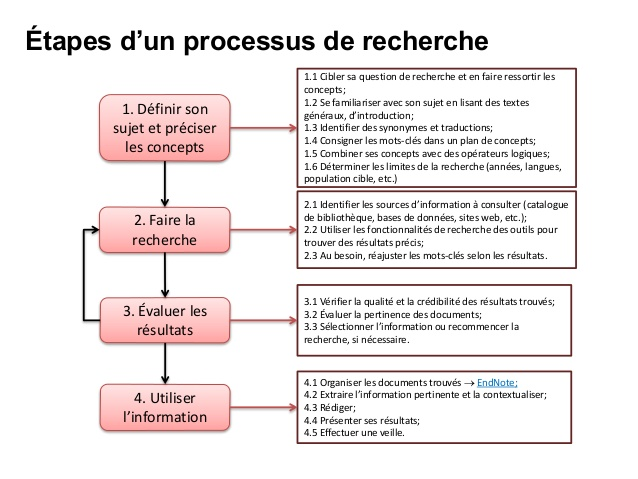 Étapes d'un processus de recherche
1. Définir son
sujet et préciser
les concepts
1.1 Cibler sa question de recherche et en faire ressortir les
concepts;
1.2 Se familiariser avec son sujet en lisant des textes
généraux, d'introduction;
1.3 Identifier des synonymes et traductions;
1.4 Consigner les mots-clés dans un plan de concepts;
1.5 Combiner ses concepts avec des opérateurs logiques;
1.6 Déterminer les limites de la recherche (années, langues,
population cible, etc.)
2. Faire la
recherche
2.1 Identifier les sources d'information à consulter (catalogue
de bibliothèque, bases de données, sites web, etc.);
2.2 Utiliser les fonctionnalités de recherche des outils pour
trouver des résultats précis;
2.3 Au besoin, réajuster les mots-clés selon les résultats.
3. Évaluer les
résultats
3.1 Vérifier la qualité et la crédibilité des résultats trouvés;
3.2 Évaluer la pertinence des documents;
3.3 Sélectionner l'information ou recommencer la
recherche, si nécessaire.
4. Utiliser
l'information
4.1 Organiser les documents trouvés → EndNote;
4.2 Extraire l'information pertinente et la contextualiser;
4.3 Rédiger;
4.4 Présenter ses résultats;
4.5 Effectuer une veille.